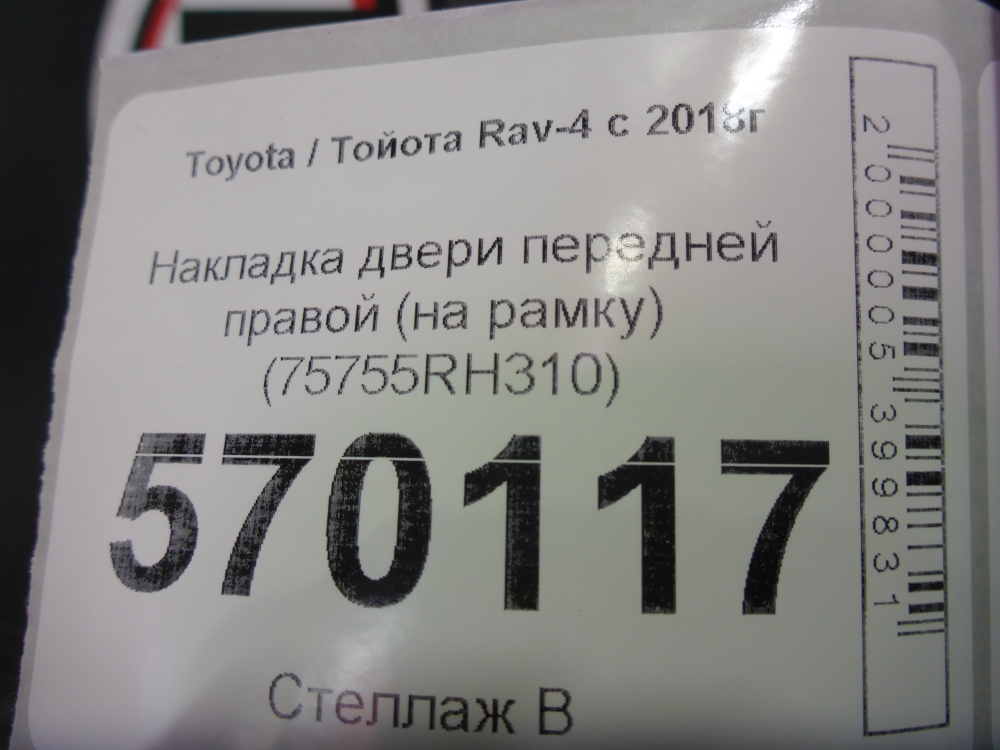 Toyota / Тойота Rav-4 с 2018г
Накладка двери передней
правой (на рамку)
(75755RH310)
570117
Стеллаж В
2000005399831